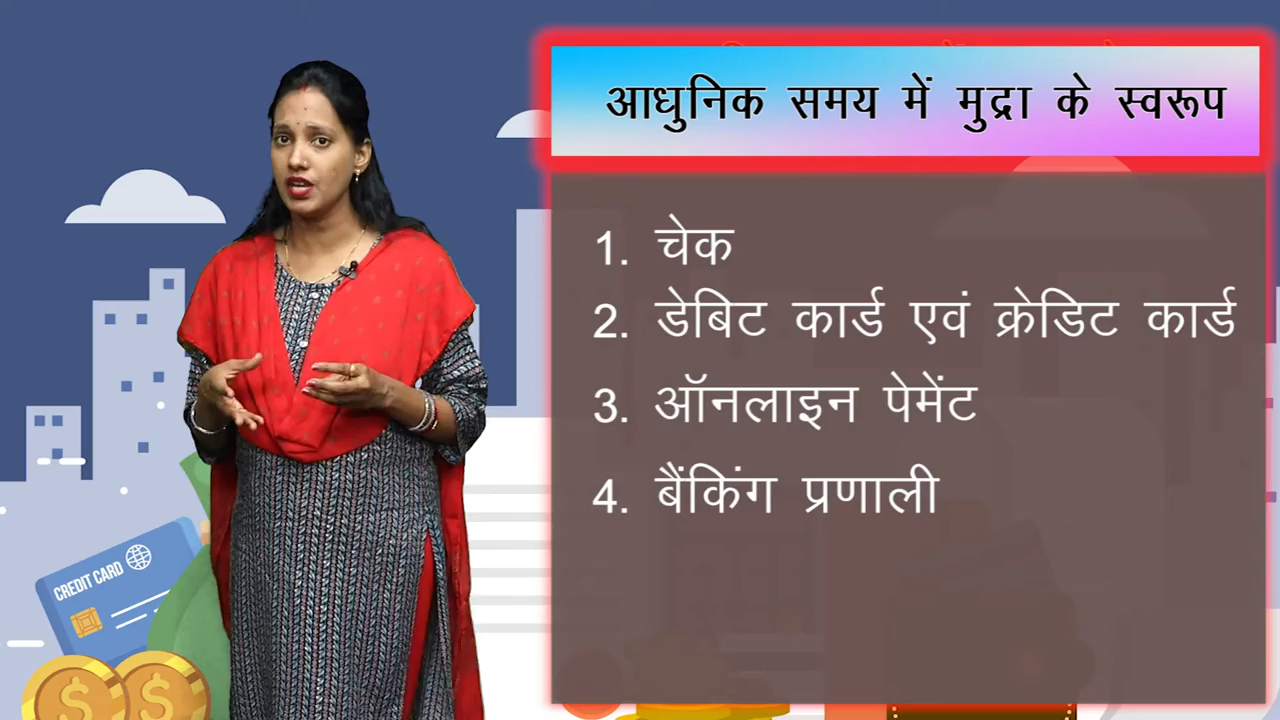 आधुनिक समय में मुद्रा के स्वरूप
1. चेक
2. डेबिट कार्ड एवं क्रेडिट कार्ड
3. ऑनलाइन पेमेंट
4. बैंकिंग प्रणाली
CREDIT CARD
$ $